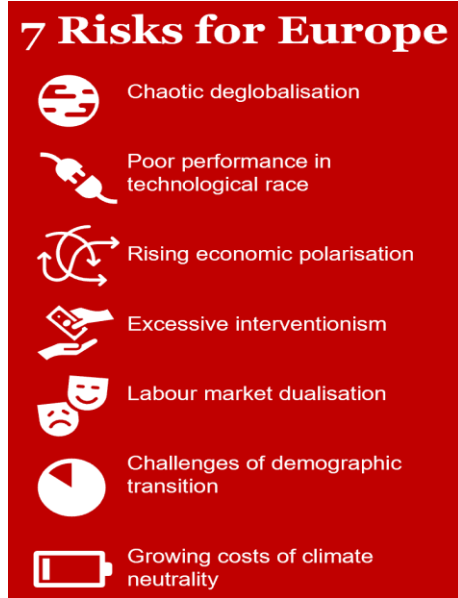 7 Risks for Europe
Chaotic deglobalisation
Poor performance in
technological race
Rising economic polarisation
Excessive interventionism
Labour market dualisation
Challenges of demographic
transition
Growing costs of climate
neutrality